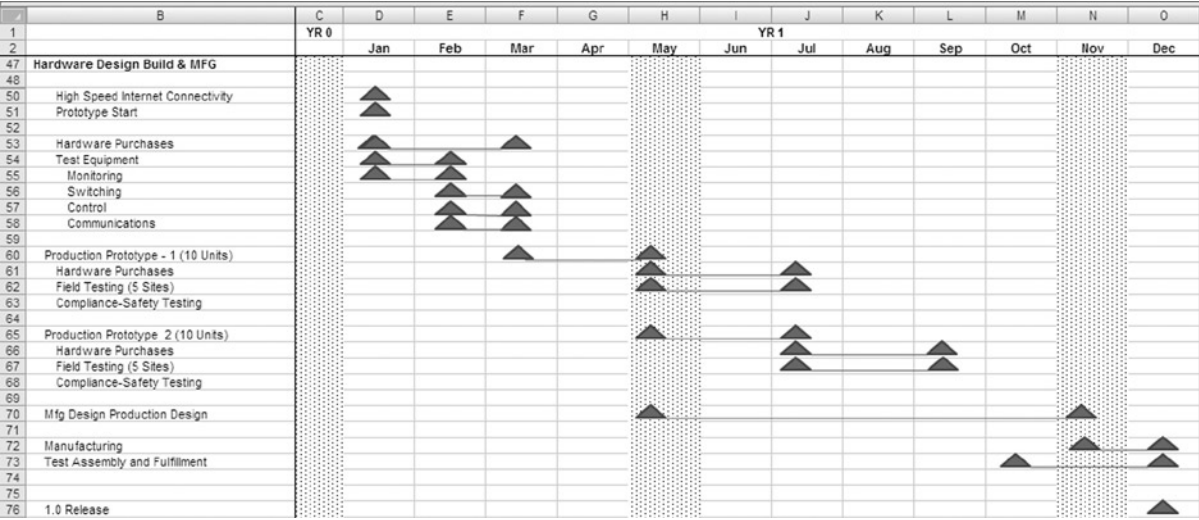 B C D E F G H I J K L M N O
1 YR 0 YR 1
2 Jan Feb Mar Apr May Jun Jul Aug Sep Oct Nov Dec
47 Hardware Design Build & MFG
48
50 High Speed Internet Connectivity
51 Prototype Start
52
53 Hardware Purchases
54 Test Equipment
55 Monitoring
56 Switching
57 Control
58 Communications
59
60 Production Prototype - 1 (10 Units)
61 Hardware Purchases
62 Field Testing (5 Sites)
63 Compliance-Safety Testing
64
65 Production Prototype 2 (10 Units)
66 Hardware Purchases
67 Field Testing (5 Sites)
68 Compliance-Safety Testing
69
70 Mfg Design Production Design
71
72 Manufacturing
73 Test Assembly and Fulfillment
74
75
76 1.0 Release